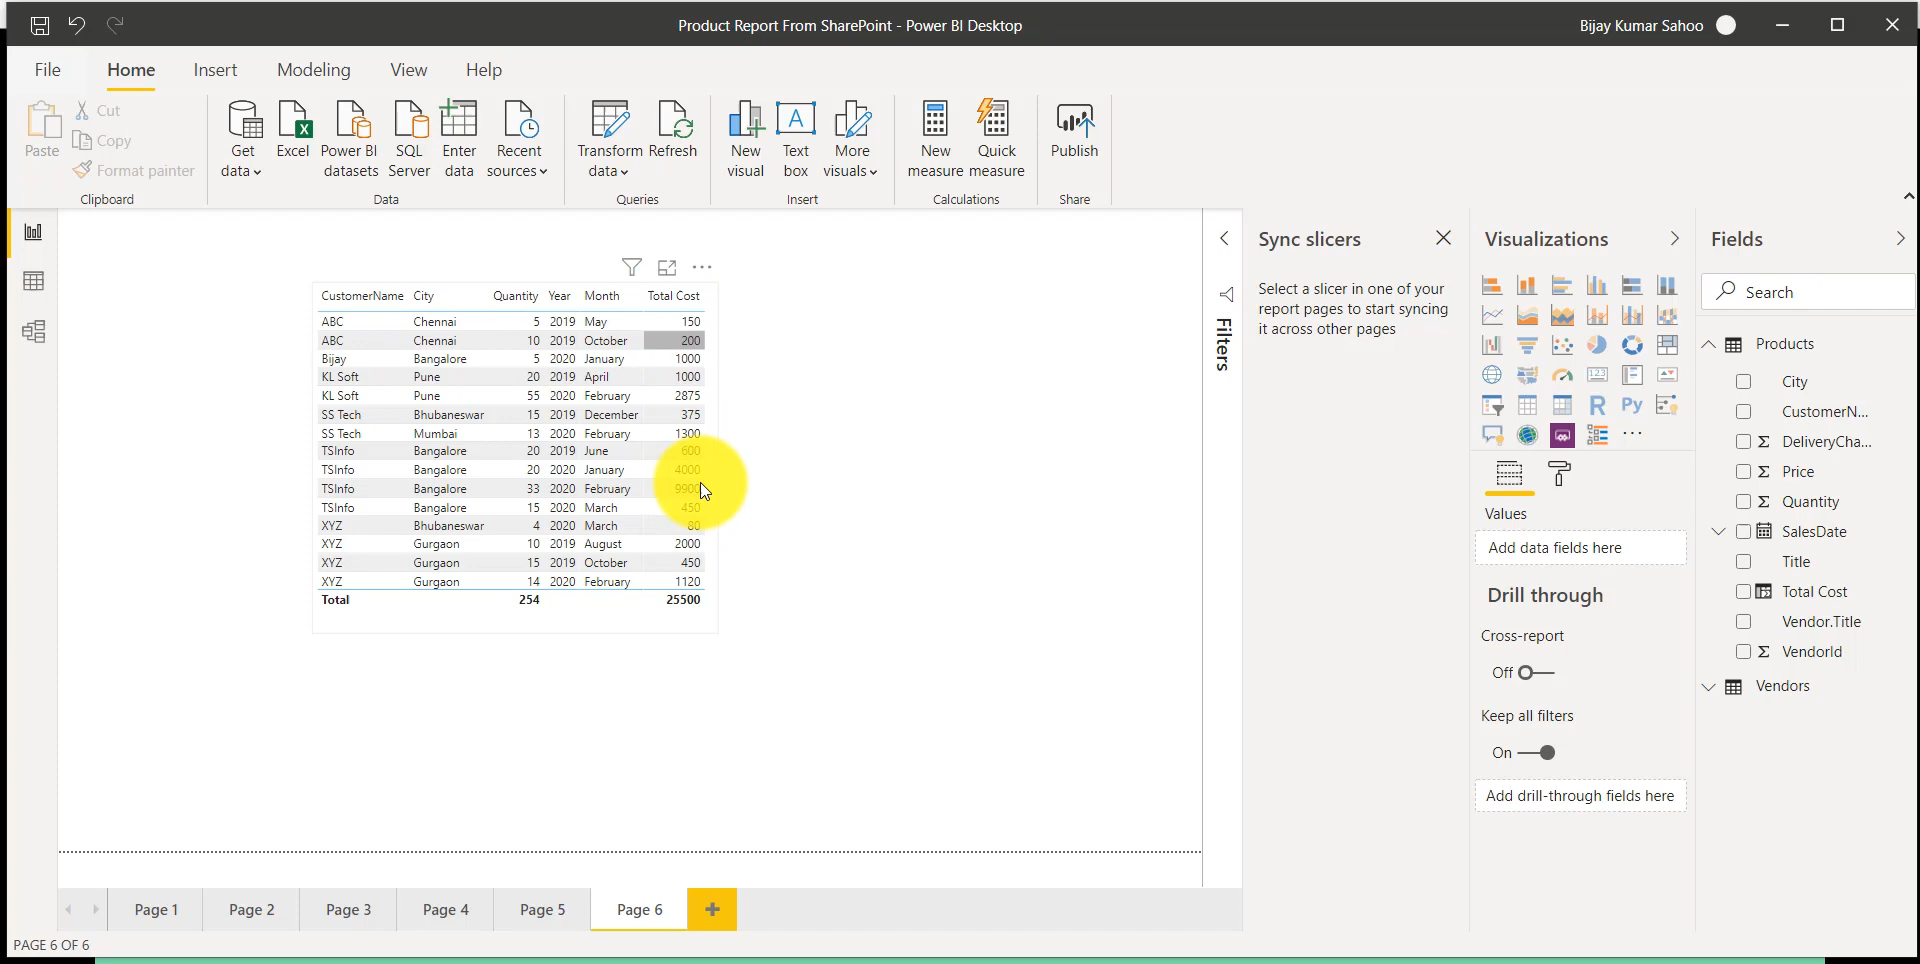 Product Report From SharePoint - Power BI Desktop
Bijay Kumar Sahoo
File Home Insert Modeling View Help
Paste
Cut
Copy
Format painter
Clipboard
Get data
Excel
Power BI datasets
SQL Server
Enter data
Recent sources
Data
Transform data
Refresh
Queries
New visual
Text box
More visuals
Insert
New measure
Quick measure
Calculations
Publish
Share
CustomerName City Quantity Year Month Total Cost
ABC Chennai 5 2019 May 150
ABC Chennai 10 2019 October 200
Bijay Bangalore 5 2020 January 1000
KL Soft Pune 20 2019 April 1000
KL Soft Pune 55 2020 February 2875
SS Tech Bhubaneswar 15 2019 December 375
SS Tech Mumbai 13 2020 February 1300
TSInfo Bangalore 20 2019 June 600
TSInfo Bangalore 20 2020 January 4000
TSInfo Bangalore 33 2020 February 9900
TSInfo Bangalore 15 2020 March 450
XYZ Bhubaneswar 4 2020 March 80
XYZ Gurgaon 10 2019 August 2000
XYZ Gurgaon 15 2019 October 450
XYZ Gurgaon 14 2020 February 1120
Total 254 25500
Filters
Sync slicers
Select a slicer in one of your
report pages to start syncing
it across other pages
Visualizations
123
R
Py
Values
Add data fields here
Drill through
Cross-report
Off
Keep all filters
On
Add drill-through fields here
Fields
Search
Products
City
CustomerN...
Σ DeliveryCha...
Σ Price
Σ Quantity
SalesDate
Title
Total Cost
Vendor.Title
Σ VendorId
Vendors
Page 1 Page 2 Page 3 Page 4 Page 5 Page 6
PAGE 6 OF 6